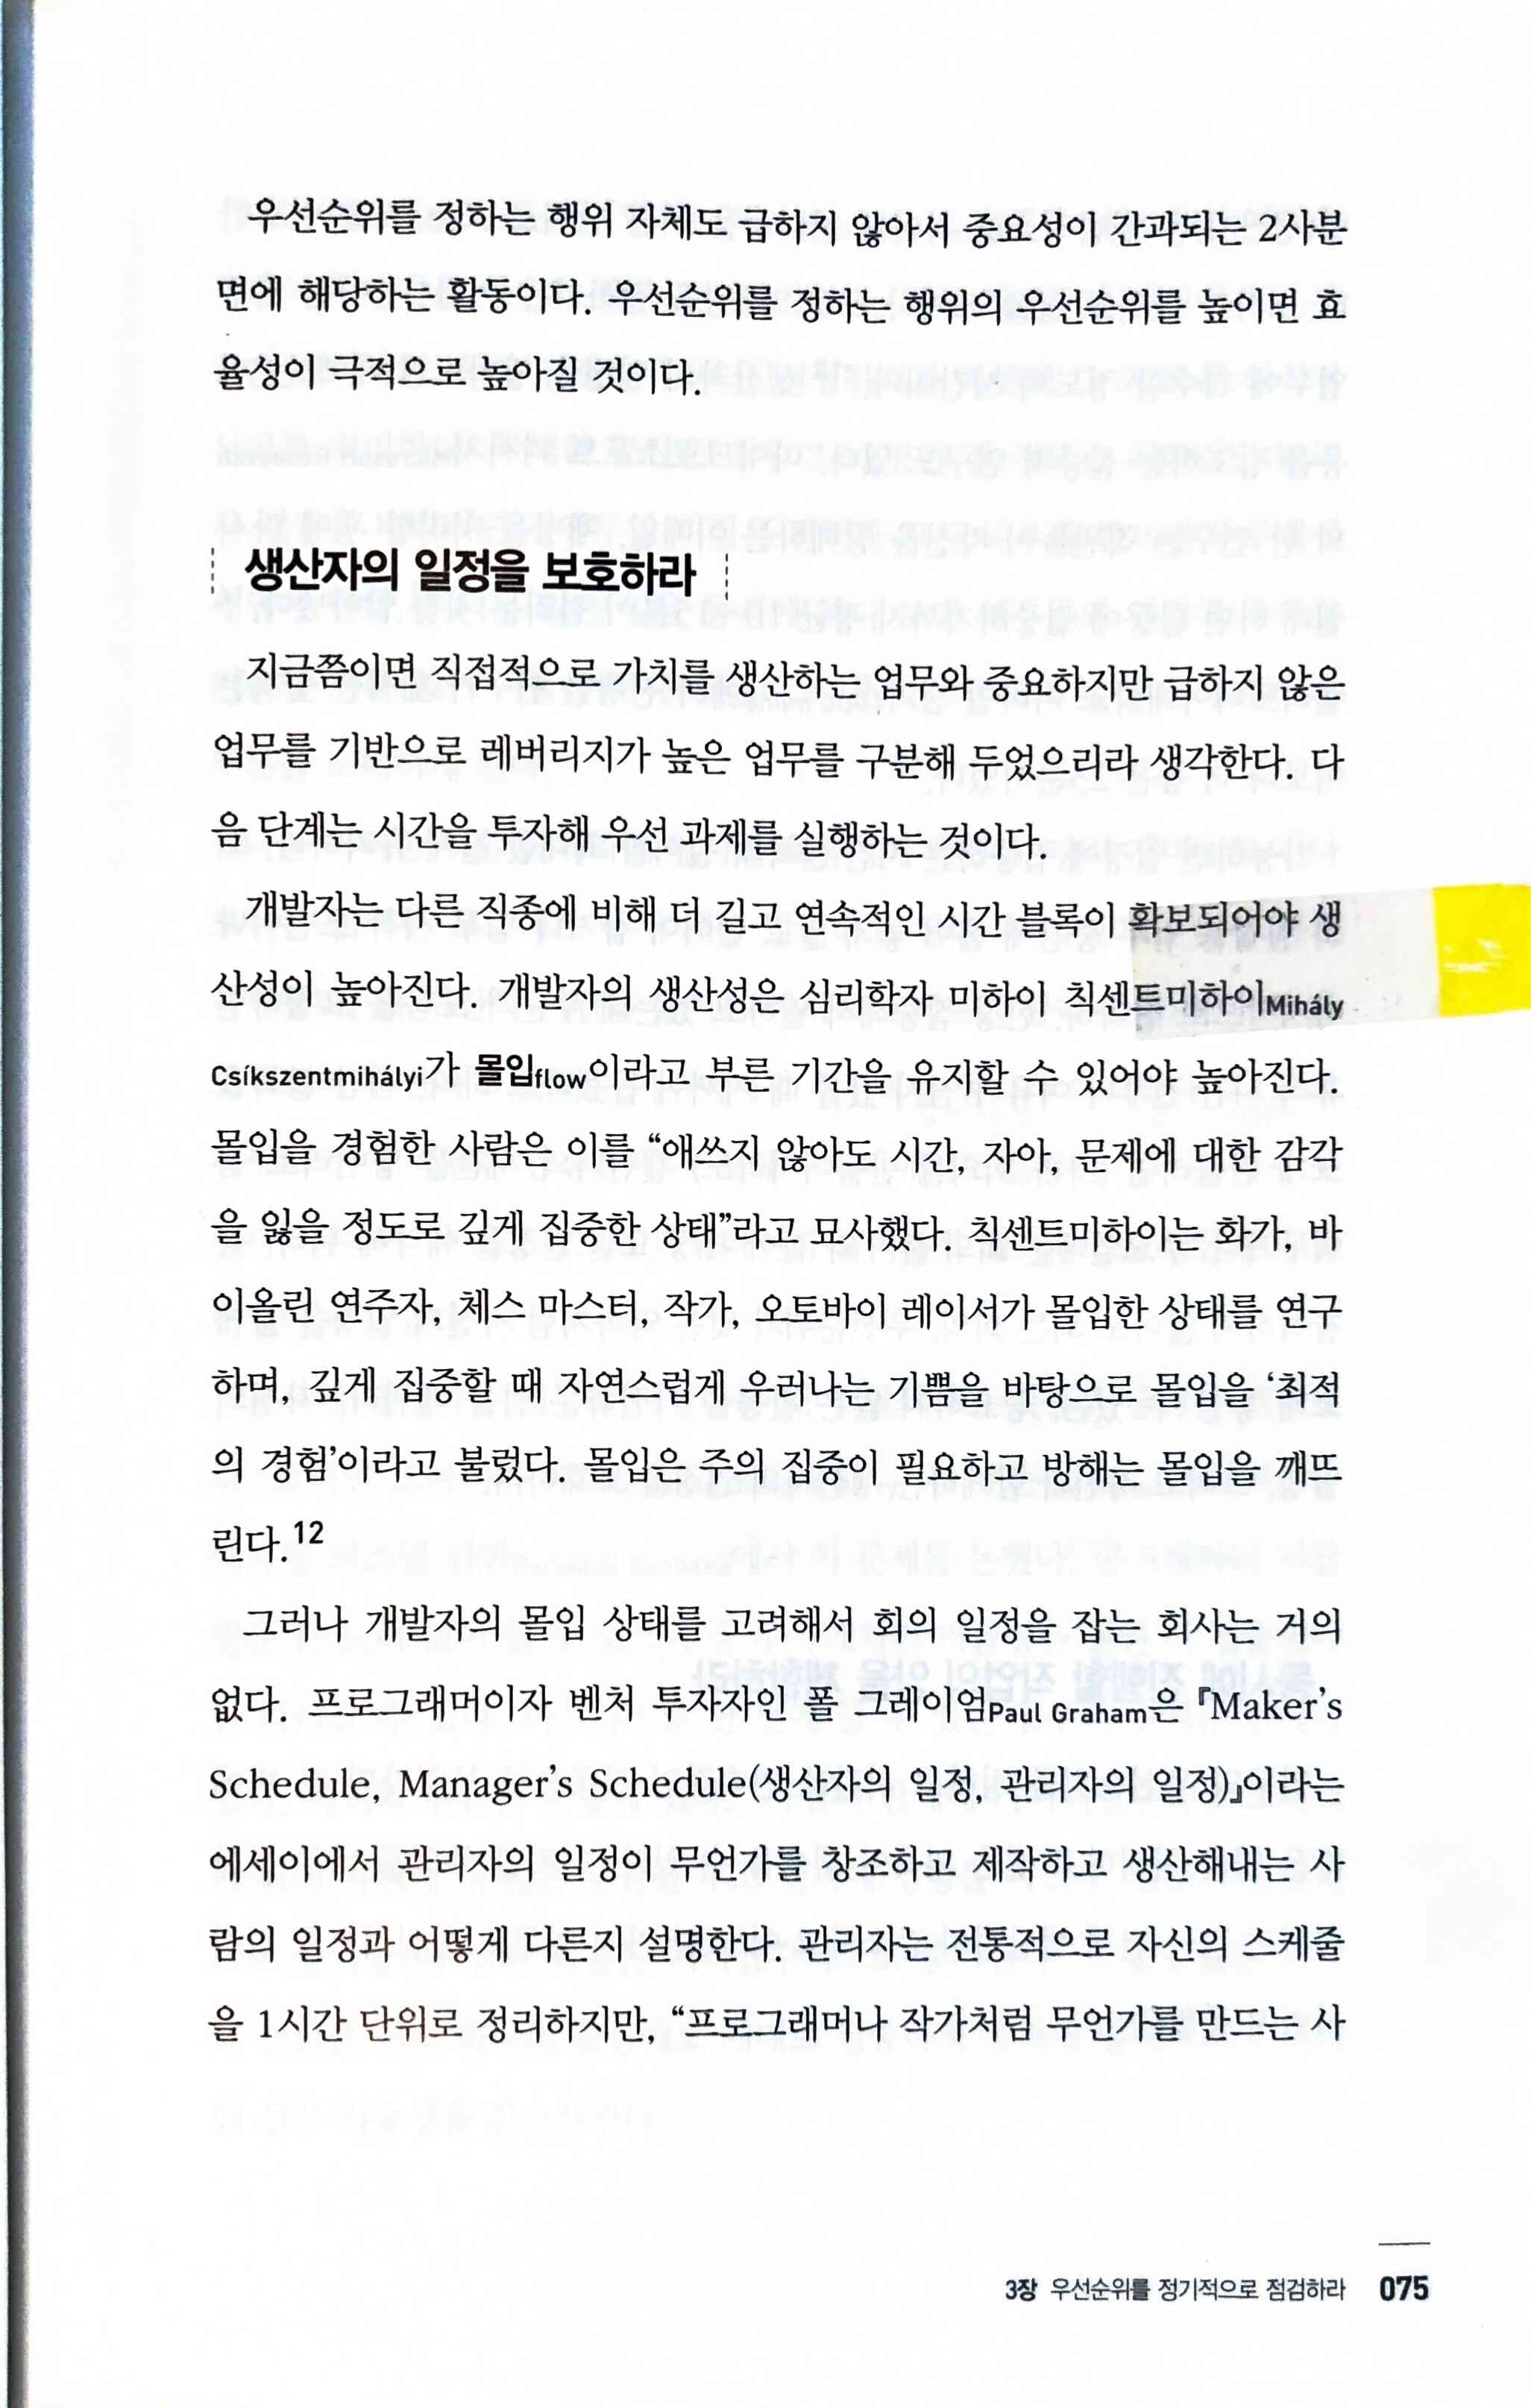 우선순위를 정하는 행위 자체도 급하지 않아서 중요성이 간과되는 2사분
면에 해당하는 활동이다. 우선순위를 정하는 행위의 우선순위를 높이면 효
율성이 극적으로 높아질 것이다.
생산자의 일정을 보호하라
지금쯤이면 직접적으로 가치를 생산하는 업무와 중요하지만 급하지 않은
업무를 기반으로 레버리지가 높은 업무를 구분해 두었으리라 생각한다. 다
음 단계는 시간을 투자해 우선 과제를 실행하는 것이다.
개발자는 다른 직종에 비해 더 길고 연속적인 시간 블록이 확보되어야 생
산성이 높아진다. 개발자의 생산성은 심리학자 미하이 칙센트미하이Mihály
Csíkszentmihályi가 몰입flow이라고 부른 기간을 유지할 수 있어야 높아진다.
몰입을 경험한 사람은 이를 “애쓰지 않아도 시간, 자아, 문제에 대한 감각
을 잃을 정도로 깊게 집중한 상태”라고 묘사했다. 칙센트미하이는 화가, 바
이올린 연주자, 체스 마스터, 작가, 오토바이 레이서가 몰입한 상태를 연구
하며, 깊게 집중할 때 자연스럽게 우러나는 기쁨을 바탕으로 몰입을 ‘최적
의 경험’이라고 불렀다. 몰입은 주의 집중이 필요하고 방해는 몰입을 깨뜨
린다.12
그러나 개발자의 몰입 상태를 고려해서 회의 일정을 잡는 회사는 거의
없다. 프로그래머이자 벤처 투자자인 폴 그레이엄Paul Graham은 『Maker’s
Schedule, Manager’s Schedule(생산자의 일정, 관리자의 일정)』이라는
에세이에서 관리자의 일정이 무언가를 창조하고 제작하고 생산해내는 사
람의 일정과 어떻게 다른지 설명한다. 관리자는 전통적으로 자신의 스케줄
을 1시간 단위로 정리하지만, “프로그래머나 작가처럼 무언가를 만드는 사
3장 우선순위를 정기적으로 점검하라 075